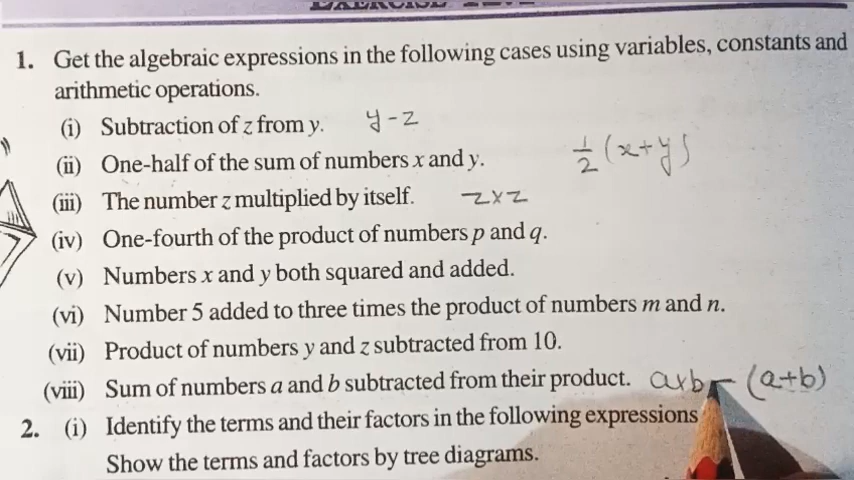 1. Get the algebraic expressions in the following cases using variables, constants and
arithmetic operations.
(i) Subtraction of z from y. y - z
(ii) One-half of the sum of numbers x and y. 1/2 (x+y)
(iii) The number z multiplied by itself. z×z
(iv) One-fourth of the product of numbers p and q.
(v) Numbers x and y both squared and added.
(vi) Number 5 added to three times the product of numbers m and n.
(vii) Product of numbers y and z subtracted from 10.
(viii) Sum of numbers a and b subtracted from their product. a×b - (a+b)
2. (i) Identify the terms and their factors in the following expressions
Show the terms and factors by tree diagrams.